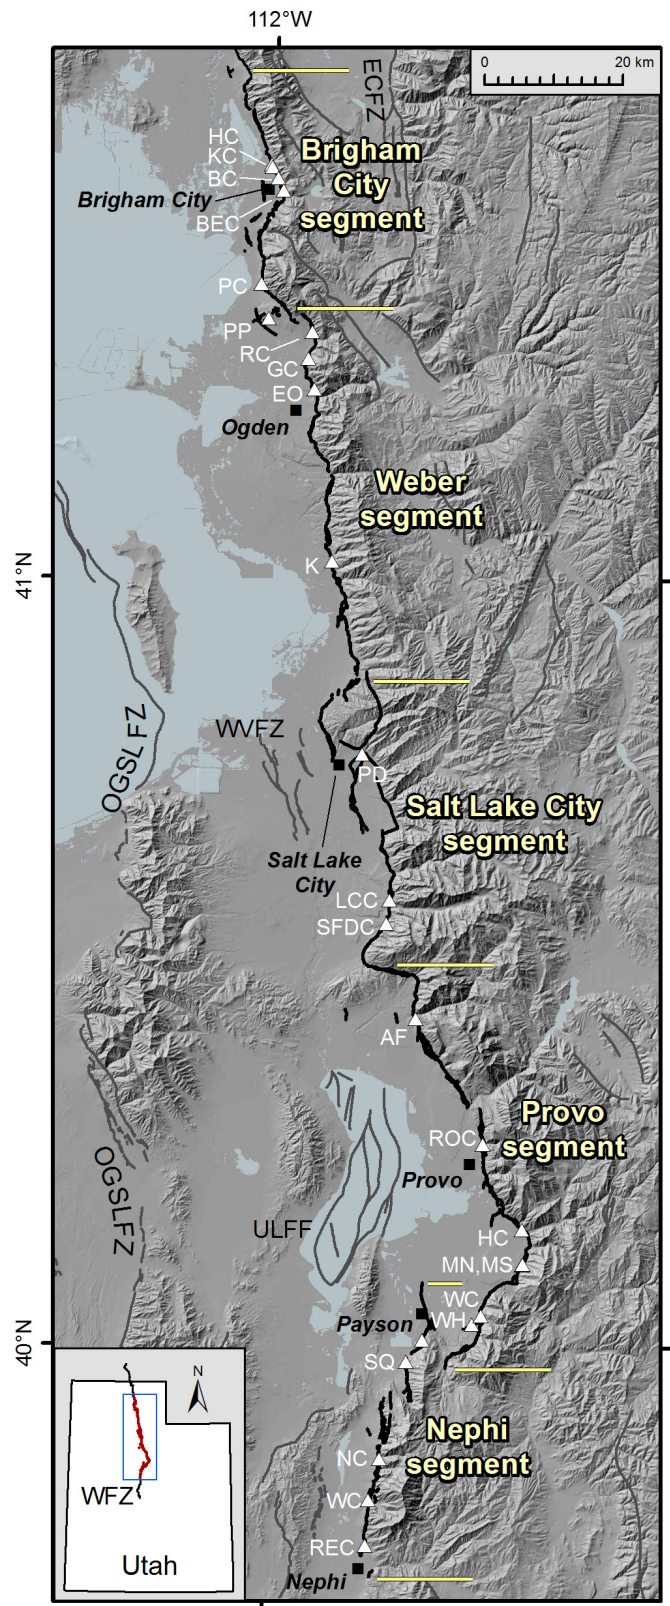 112°W
0 20 km
ECFZ
HC
KC
BC
Brigham City
BEC
Brigham
City
segment
PC
PP
RC
GC
EO
Ogden
Weber
segment
K
41°N
OGSLFZ
WVFZ
PD
Salt Lake City
segment
Salt Lake
City
LCC
SFDC
AF
Provo
segment
ROC
Provo
OGSLFZ
ULFF
HC
MN,MS
WC
WH
Payson
40°N
SQ
Nephi
segment
NC
WC
REC
Nephi
N
WFZ
Utah